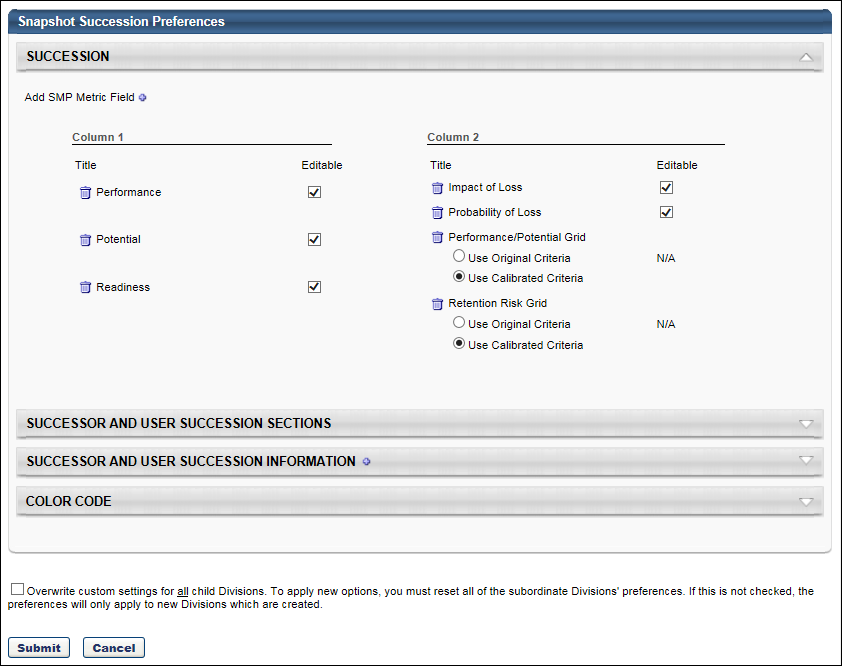 Snapshot Succession Preferences
SUCCESSION
Add SMP Metric Field
Column 1
Title Editable
Performance
Potential
Readiness
Column 2
Title Editable
Impact of Loss
Probability of Loss
Performance/Potential Grid
Use Original Criteria N/A
Use Calibrated Criteria
Retention Risk Grid
Use Original Criteria N/A
Use Calibrated Criteria
SUCCESSOR AND USER SUCCESSION SECTIONS
SUCCESSOR AND USER SUCCESSION INFORMATION
COLOR CODE
Overwrite custom settings for all child Divisions. To apply new options, you must reset all of the subordinate Divisions' preferences. If this is not checked, the
preferences will only apply to new Divisions which are created.
Submit Cancel